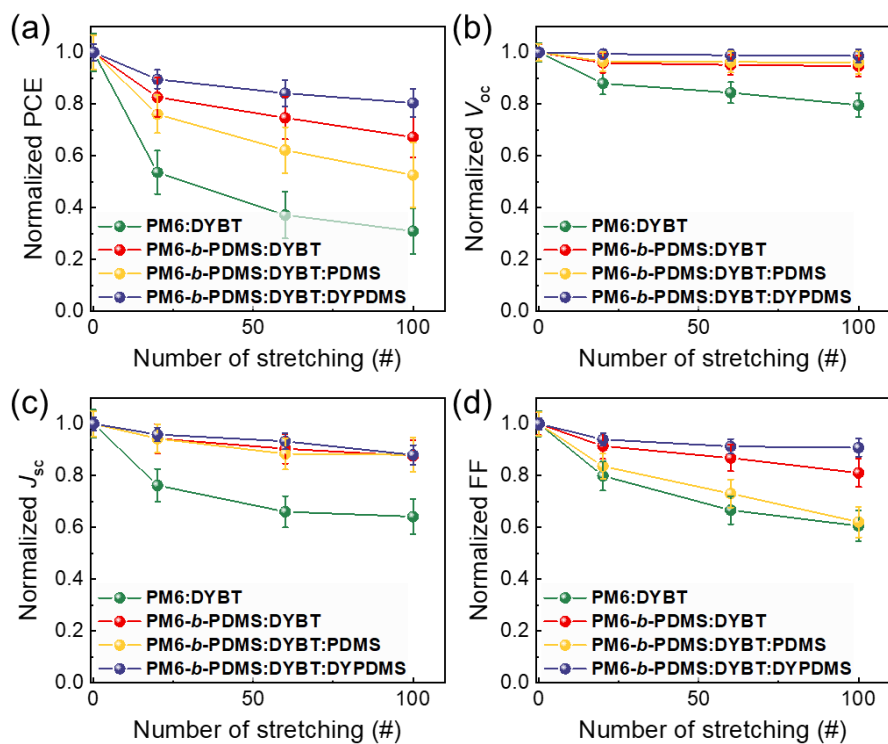 (a)
Normalized PCE
1.0
0.8
0.6
0.4
0.2
0.0
PM6:DYBT
PM6-b-PDMS:DYBT
PM6-b-PDMS:DYBT:PDMS
PM6-b-PDMS:DYBT:DYPDMS
0 50 100
Number of stretching (#)
(b)
Normalized Voc
1.0
0.8
0.6
0.4
0.2
0.0
PM6:DYBT
PM6-b-PDMS:DYBT
PM6-b-PDMS:DYBT:PDMS
PM6-b-PDMS:DYBT:DYPDMS
0 50 100
Number of stretching (#)
(c)
Normalized Jsc
1.0
0.8
0.6
0.4
0.2
0.0
PM6:DYBT
PM6-b-PDMS:DYBT
PM6-b-PDMS:DYBT:PDMS
PM6-b-PDMS:DYBT:DYPDMS
0 50 100
Number of stretching (#)
(d)
Normalized FF
1.0
0.8
0.6
0.4
0.2
0.0
PM6:DYBT
PM6-b-PDMS:DYBT
PM6-b-PDMS:DYBT:PDMS
PM6-b-PDMS:DYBT:DYPDMS
0 50 100
Number of stretching (#)